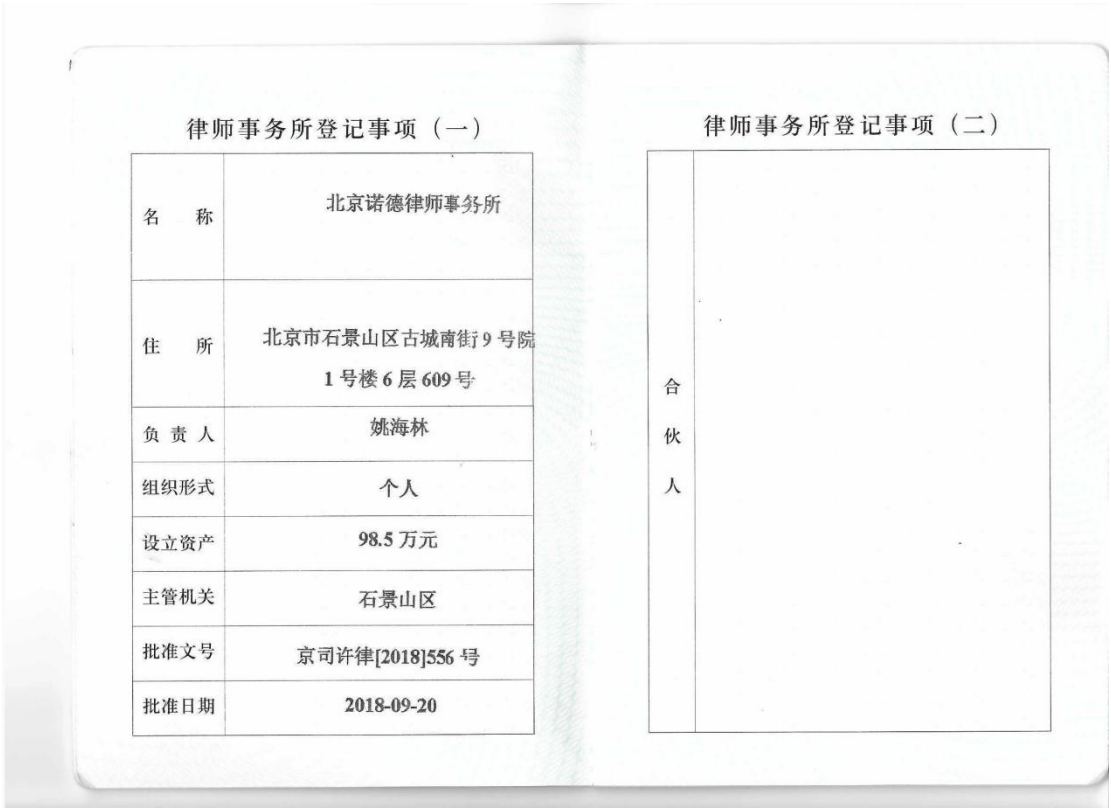 律师事务所登记事项（一）
名 称
北京诺德律师事务所
住 所
北京市石景山区古城南街9号院
1号楼6层609号
负责人
姚海林
组织形式
个人
设立资产
98.5万元
主管机关
石景山区
批准文号
京司许律[2018]556号
批准日期
2018-09-20
律师事务所登记事项（二）
合
伙
人